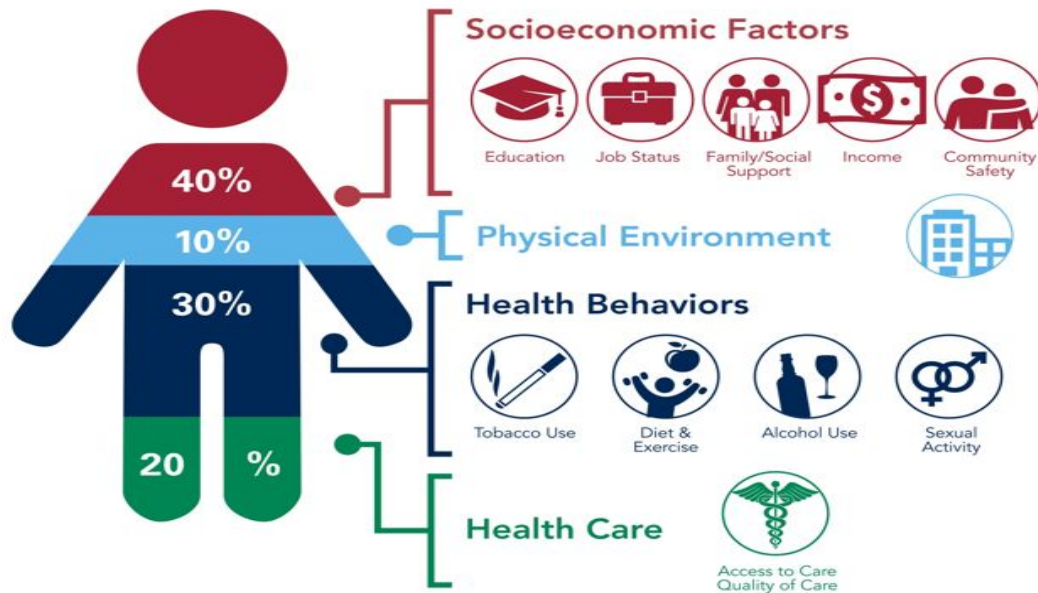 Socioeconomic Factors
Education
Job Status
Family/Social
Support
Income
Community
Safety
40%
10%
Physical Environment
30%
Health Behaviors
Tobacco Use
Diet &
Exercise
Alcohol Use
Sexual
Activity
20 %
Health Care
Access to Care
Quality of Care